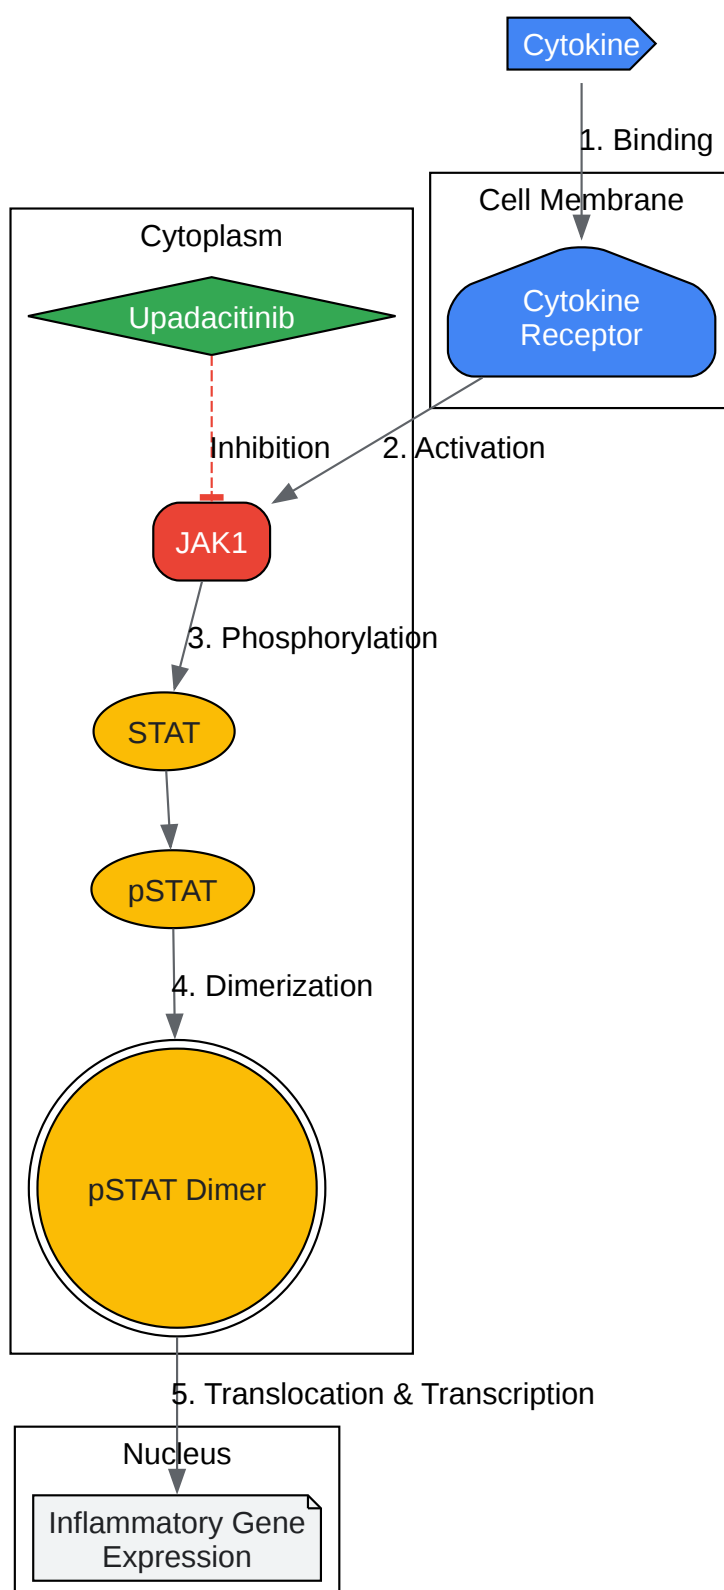 Cytokine
1. Binding
Cell Membrane
Cytokine
Receptor
Cytoplasm
Upadacitinib
Inhibition
2. Activation
JAK1
3. Phosphorylation
STAT
pSTAT
4. Dimerization
pSTAT Dimer
5. Translocation & Transcription
Nucleus
Inflammatory Gene
Expression